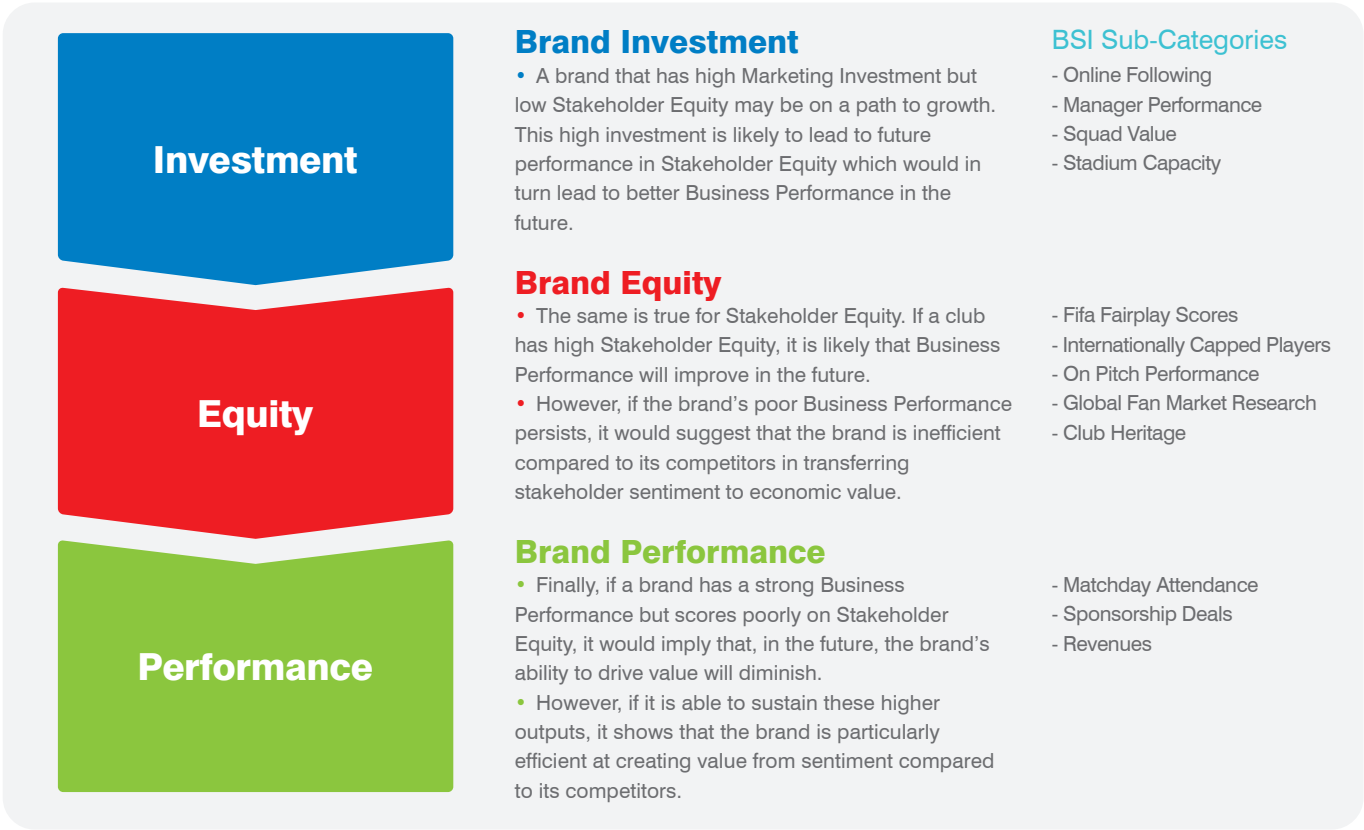 Investment
Brand Investment
• A brand that has high Marketing Investment but
low Stakeholder Equity may be on a path to growth.
This high investment is likely to lead to future
performance in Stakeholder Equity which would in
turn lead to better Business Performance in the
future.
BSI Sub-Categories
- Online Following
- Manager Performance
- Squad Value
- Stadium Capacity
Equity
Brand Equity
• The same is true for Stakeholder Equity. If a club
has high Stakeholder Equity, it is likely that Business
Performance will improve in the future.
• However, if the brand’s poor Business Performance
persists, it would suggest that the brand is inefficient
compared to its competitors in transferring
stakeholder sentiment to economic value.
- Fifa Fairplay Scores
- Internationally Capped Players
- On Pitch Performance
- Global Fan Market Research
- Club Heritage
Performance
Brand Performance
• Finally, if a brand has a strong Business
Performance but scores poorly on Stakeholder
Equity, it would imply that, in the future, the brand’s
ability to drive value will diminish.
• However, if it is able to sustain these higher
outputs, it shows that the brand is particularly
efficient at creating value from sentiment compared
to its competitors.
- Matchday Attendance
- Sponsorship Deals
- Revenues